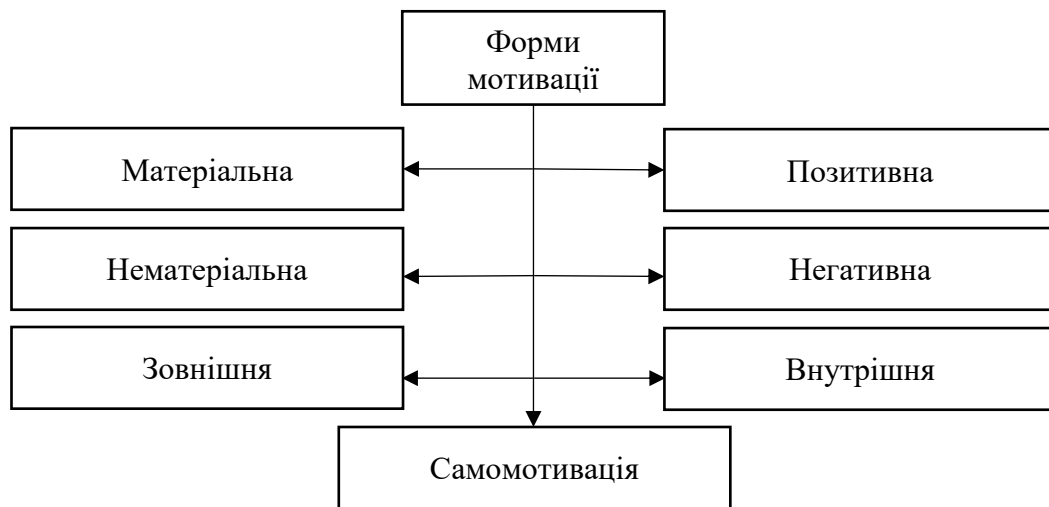 Форми
мотивації
Матеріальна
Позитивна
Нематеріальна
Негативна
Зовнішня
Внутрішня
Самомотивація